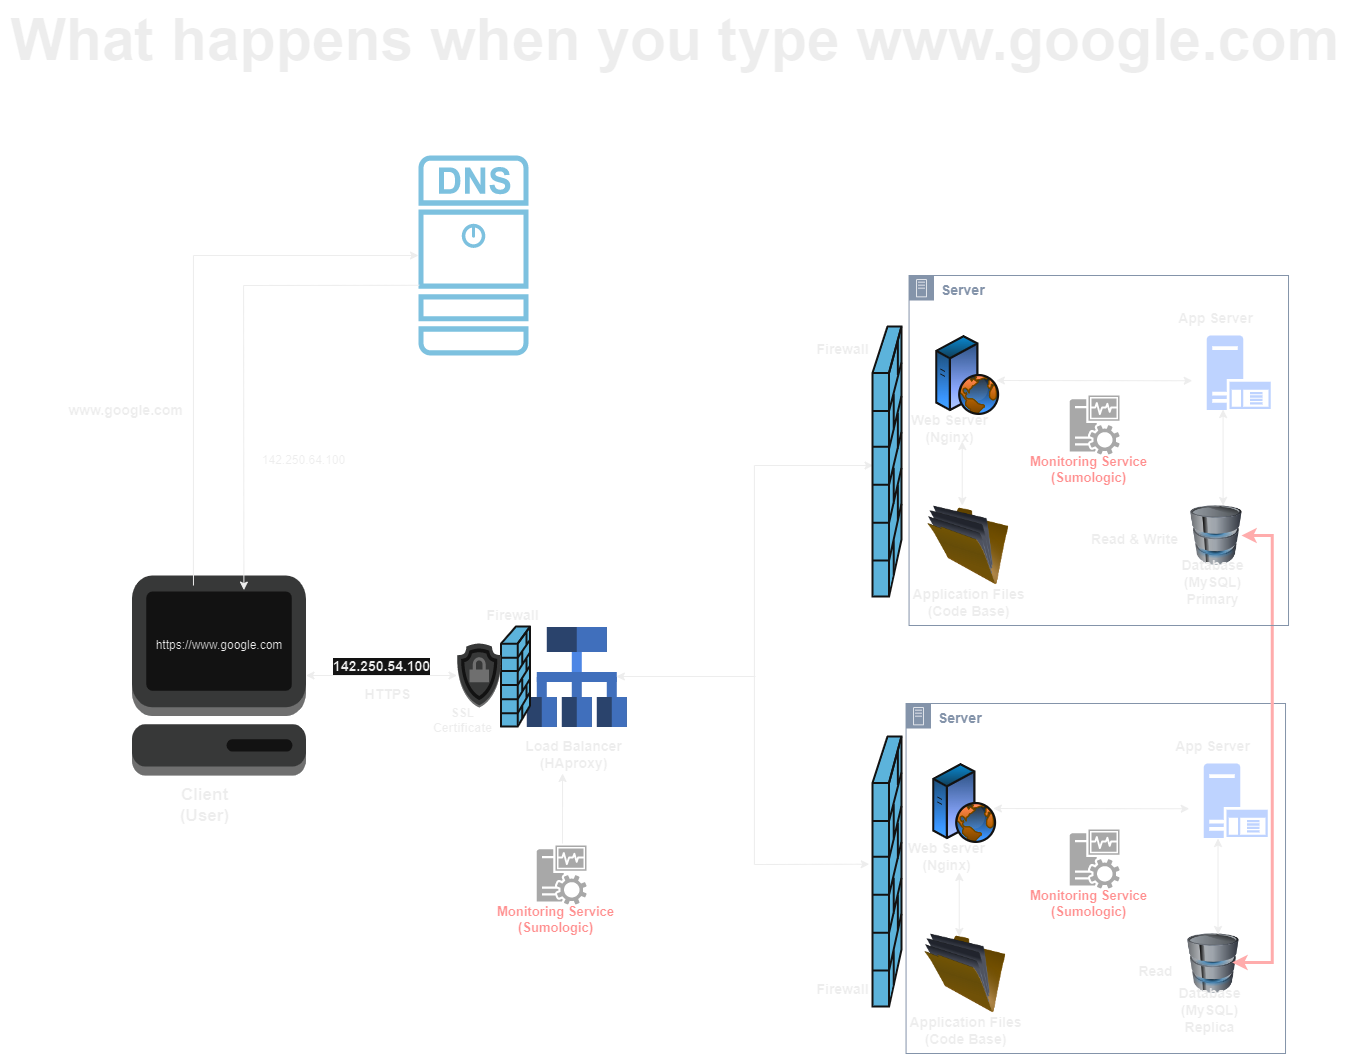 What happens when you type www.google.com
DNS
www.google.com
142.250.54.100
https://www.google.com
Client
(User)
142.250.54.100
HTTPS
SSL
Certificate
Firewall
Load Balancer
(HAproxy)
Monitoring Service
(Sumologic)
Firewall
Server
Web Server
(Nginx)
App Server
Monitoring Service
(Sumologic)
Application Files
(Code Base)
Read & Write
Database
(MySQL)
Primary
Firewall
Server
Web Server
(Nginx)
App Server
Monitoring Service
(Sumologic)
Application Files
(Code Base)
Read
Database
(MySQL)
Replica